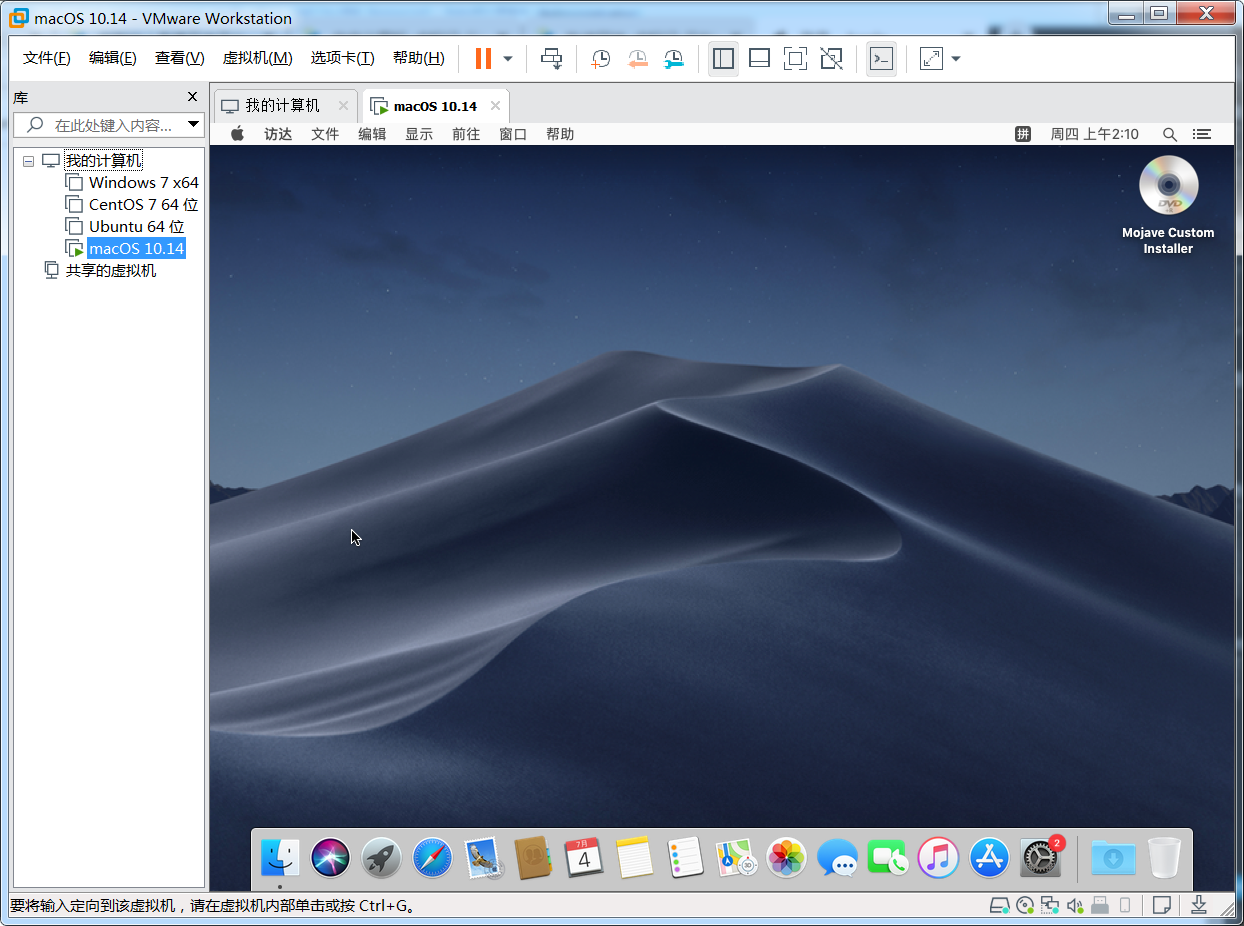 macOS 10.14 - VMware Workstation
文件(F) 编辑(E) 查看(V) 虚拟机(M) 选项卡(T) 帮助(H)
库
在此处键入内容...
我的计算机
Windows 7 x64
CentOS 7 64 位
Ubuntu 64 位
macOS 10.14
共享的虚拟机
我的计算机 macOS 10.14
访达 文件 编辑 显示 前往 窗口 帮助 拼 周四 上午2:10
DVD
Mojave Custom
Installer
7月
4
2
要将输入定向到该虚拟机，请在虚拟机内部单击或按 Ctrl+G。